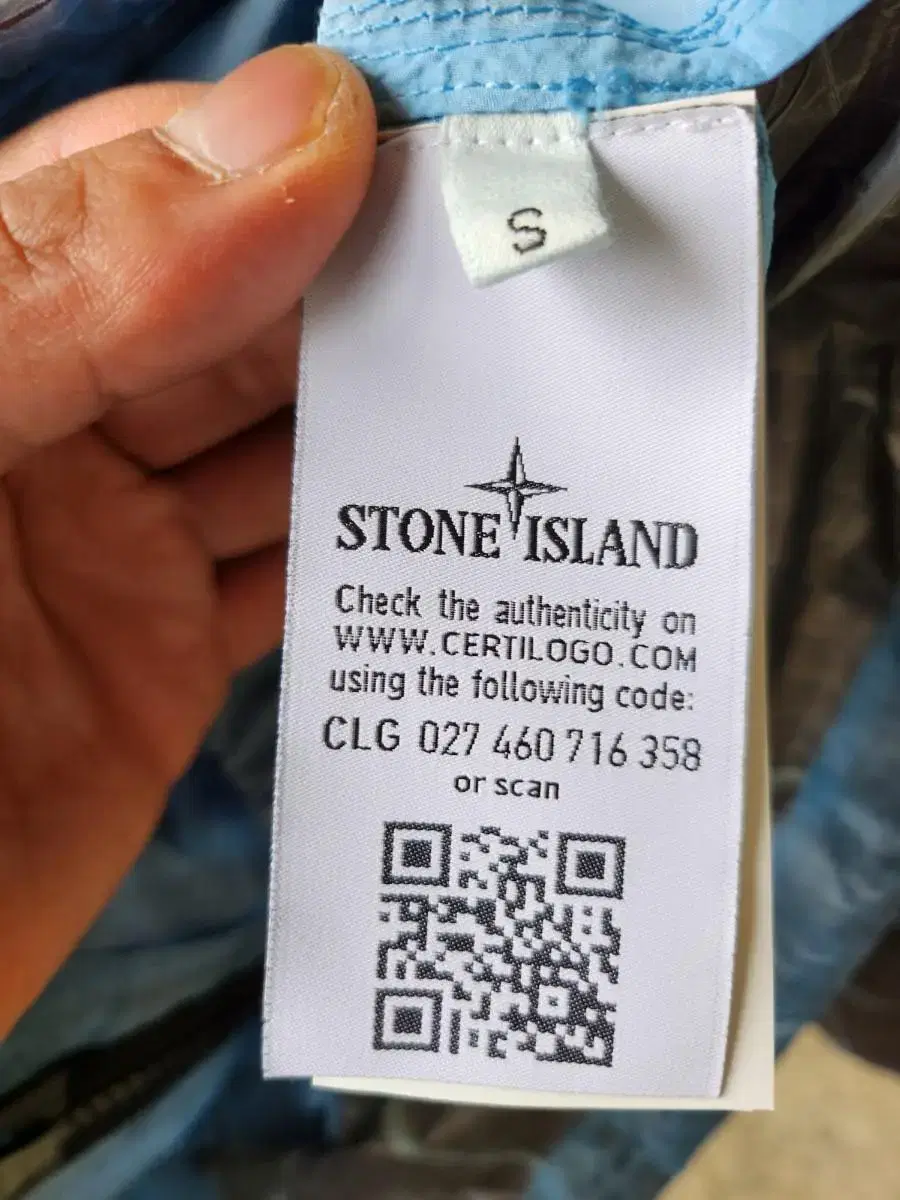 S
STONE ISLAND
Check the authenticity on
WWW.CERTILOGO.COM
using the following code:
CLG 027 460 716 358
or scan